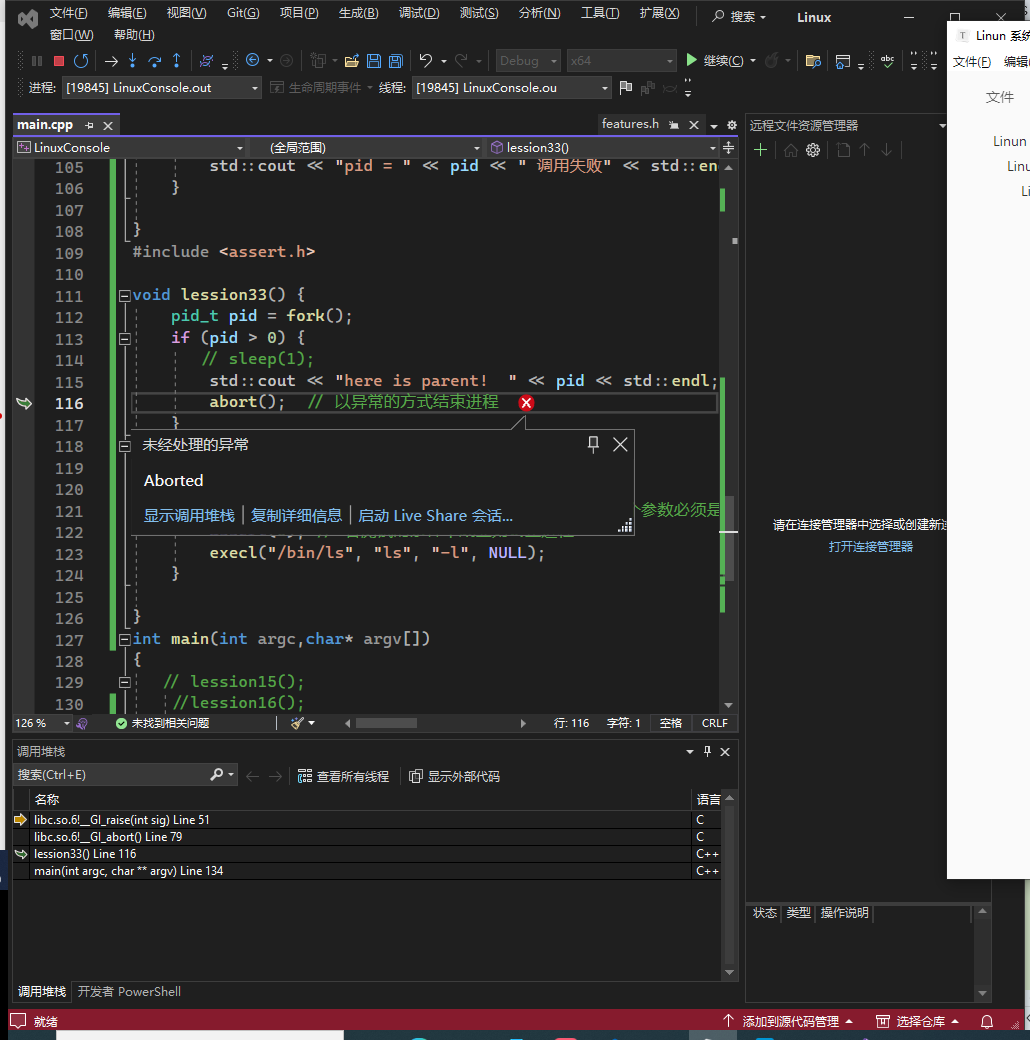 文件(F) 编辑(E) 视图(V) Git(G) 项目(P) 生成(B) 调试(D) 测试(S) 分析(N) 工具(T) 扩展(X) 搜索 Linux
窗口(W) 帮助(H)
Debug x64 继续(C)
进程: [19845] LinuxConsole.out 生命周期事件 线程: [19845] LinuxConsole.ou
main.cpp features.h
LinuxConsole (全局范围) lession33()
105 std::cout << "pid = " << pid << " 调用失败" << std::en
106 }
107
108 }
109 #include <assert.h>
110
111 void lession33() {
112 pid_t pid = fork();
113 if (pid > 0) {
114 // sleep(1);
115 std::cout << "here is parent!  " << pid << std::endl;
116 abort();  // 以异常的方式结束进程
117 }
118
119
120
121 个参数必须是
122
123 execl("/bin/ls", "ls", "-l", NULL);
124 }
125
126 }
127 int main(int argc,char* argv[])
128 {
129 // lession15();
130 //lession16();
未经处理的异常
Aborted
显示调用堆栈 | 复制详细信息 | 启动 Live Share 会话...
126 % 未找到相关问题 行: 116 字符: 1 空格 CRLF
调用堆栈
搜索(Ctrl+E) 查看所有线程 显示外部代码
名称 语言
libc.so.6!__GI_raise(int sig) Line 51 C
libc.so.6!__GI_abort() Line 79 C
lession33() Line 116 C++
main(int argc, char ** argv) Line 134 C++
调用堆栈 开发者 PowerShell
远程文件资源管理器
请在连接管理器中选择或创建新
打开连接管理器
状态 类型 操作说明
T Linun 系统
文件(F) 编辑
文件
Linun
Linu
Li
就绪 添加到源代码管理 选择仓库